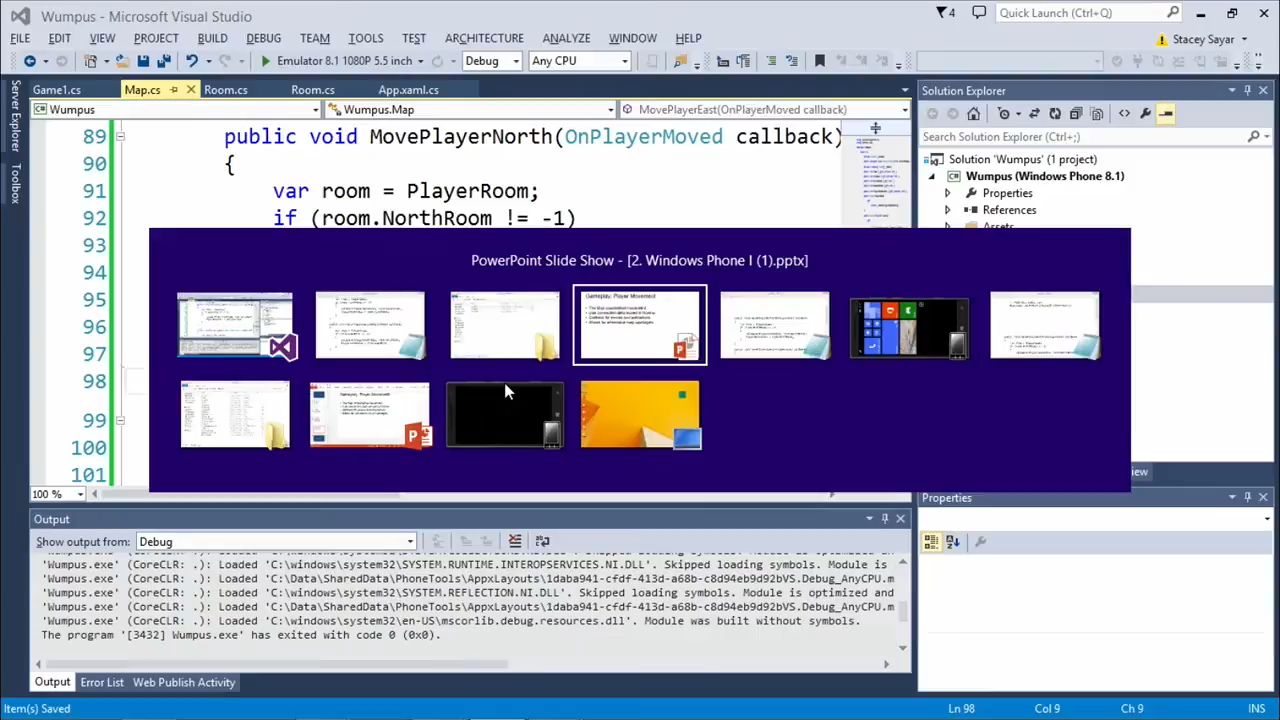 Wumpus - Microsoft Visual Studio
4
Quick Launch (Ctrl+Q)
FILE EDIT VIEW PROJECT BUILD DEBUG TEAM TOOLS TEST ARCHITECTURE ANALYZE WINDOW HELP
Stacey Sayar
Emulator 8.1 1080P 5.5 inch
Debug
Any CPU
Server Explorer
Toolbox
Game1.cs
Map.cs
Room.cs
Room.cs
App.xaml.cs
Wumpus
Wumpus.Map
MovePlayerEast(OnPlayerMoved callback)
89 public void MovePlayerNorth(OnPlayerMoved callback)
90 {
91 var room = PlayerRoom;
92 if (room.NorthRoom != -1)
93
94
95
96
97
98
99
100
101
100 %
Solution Explorer
Search Solution Explorer (Ctrl+;)
Solution 'Wumpus' (1 project)
Wumpus (Windows Phone 8.1)
Properties
References
Assets
PowerPoint Slide Show - [2. Windows Phone I (1).pptx]
Gameplay: Player Movement
Properties
Output
Show output from: Debug
'Wumpus.exe' (CoreCLR: .): Loaded 'C:\windows\system32\SYSTEM.RUNTIME.INTEROPSERVICES.NI.DLL'. Skipped loading symbols. Module is
'Wumpus.exe' (CoreCLR: .): Loaded 'C:\Data\SharedData\PhoneTools\AppxLayouts\1daba941-cfdf-413d-a68b-c8d94eb9d92bVS.Debug_AnyCPU.m
'Wumpus.exe' (CoreCLR: .): Loaded 'C:\windows\system32\SYSTEM.REFLECTION.NI.DLL'. Skipped loading symbols. Module is optimized and
'Wumpus.exe' (CoreCLR: .): Loaded 'C:\Data\SharedData\PhoneTools\AppxLayouts\1daba941-cfdf-413d-a68b-c8d94eb9d92bVS.Debug_AnyCPU.m
'Wumpus.exe' (CoreCLR: .): Loaded 'C:\windows\system32\en-US\mscorlib.debug.resources.dll'. Module was built without symbols.
The program '[3432] Wumpus.exe' has exited with code 0 (0x0).
Output Error List Web Publish Activity
Item(s) Saved
Ln 98
Col 9
Ch 9
INS